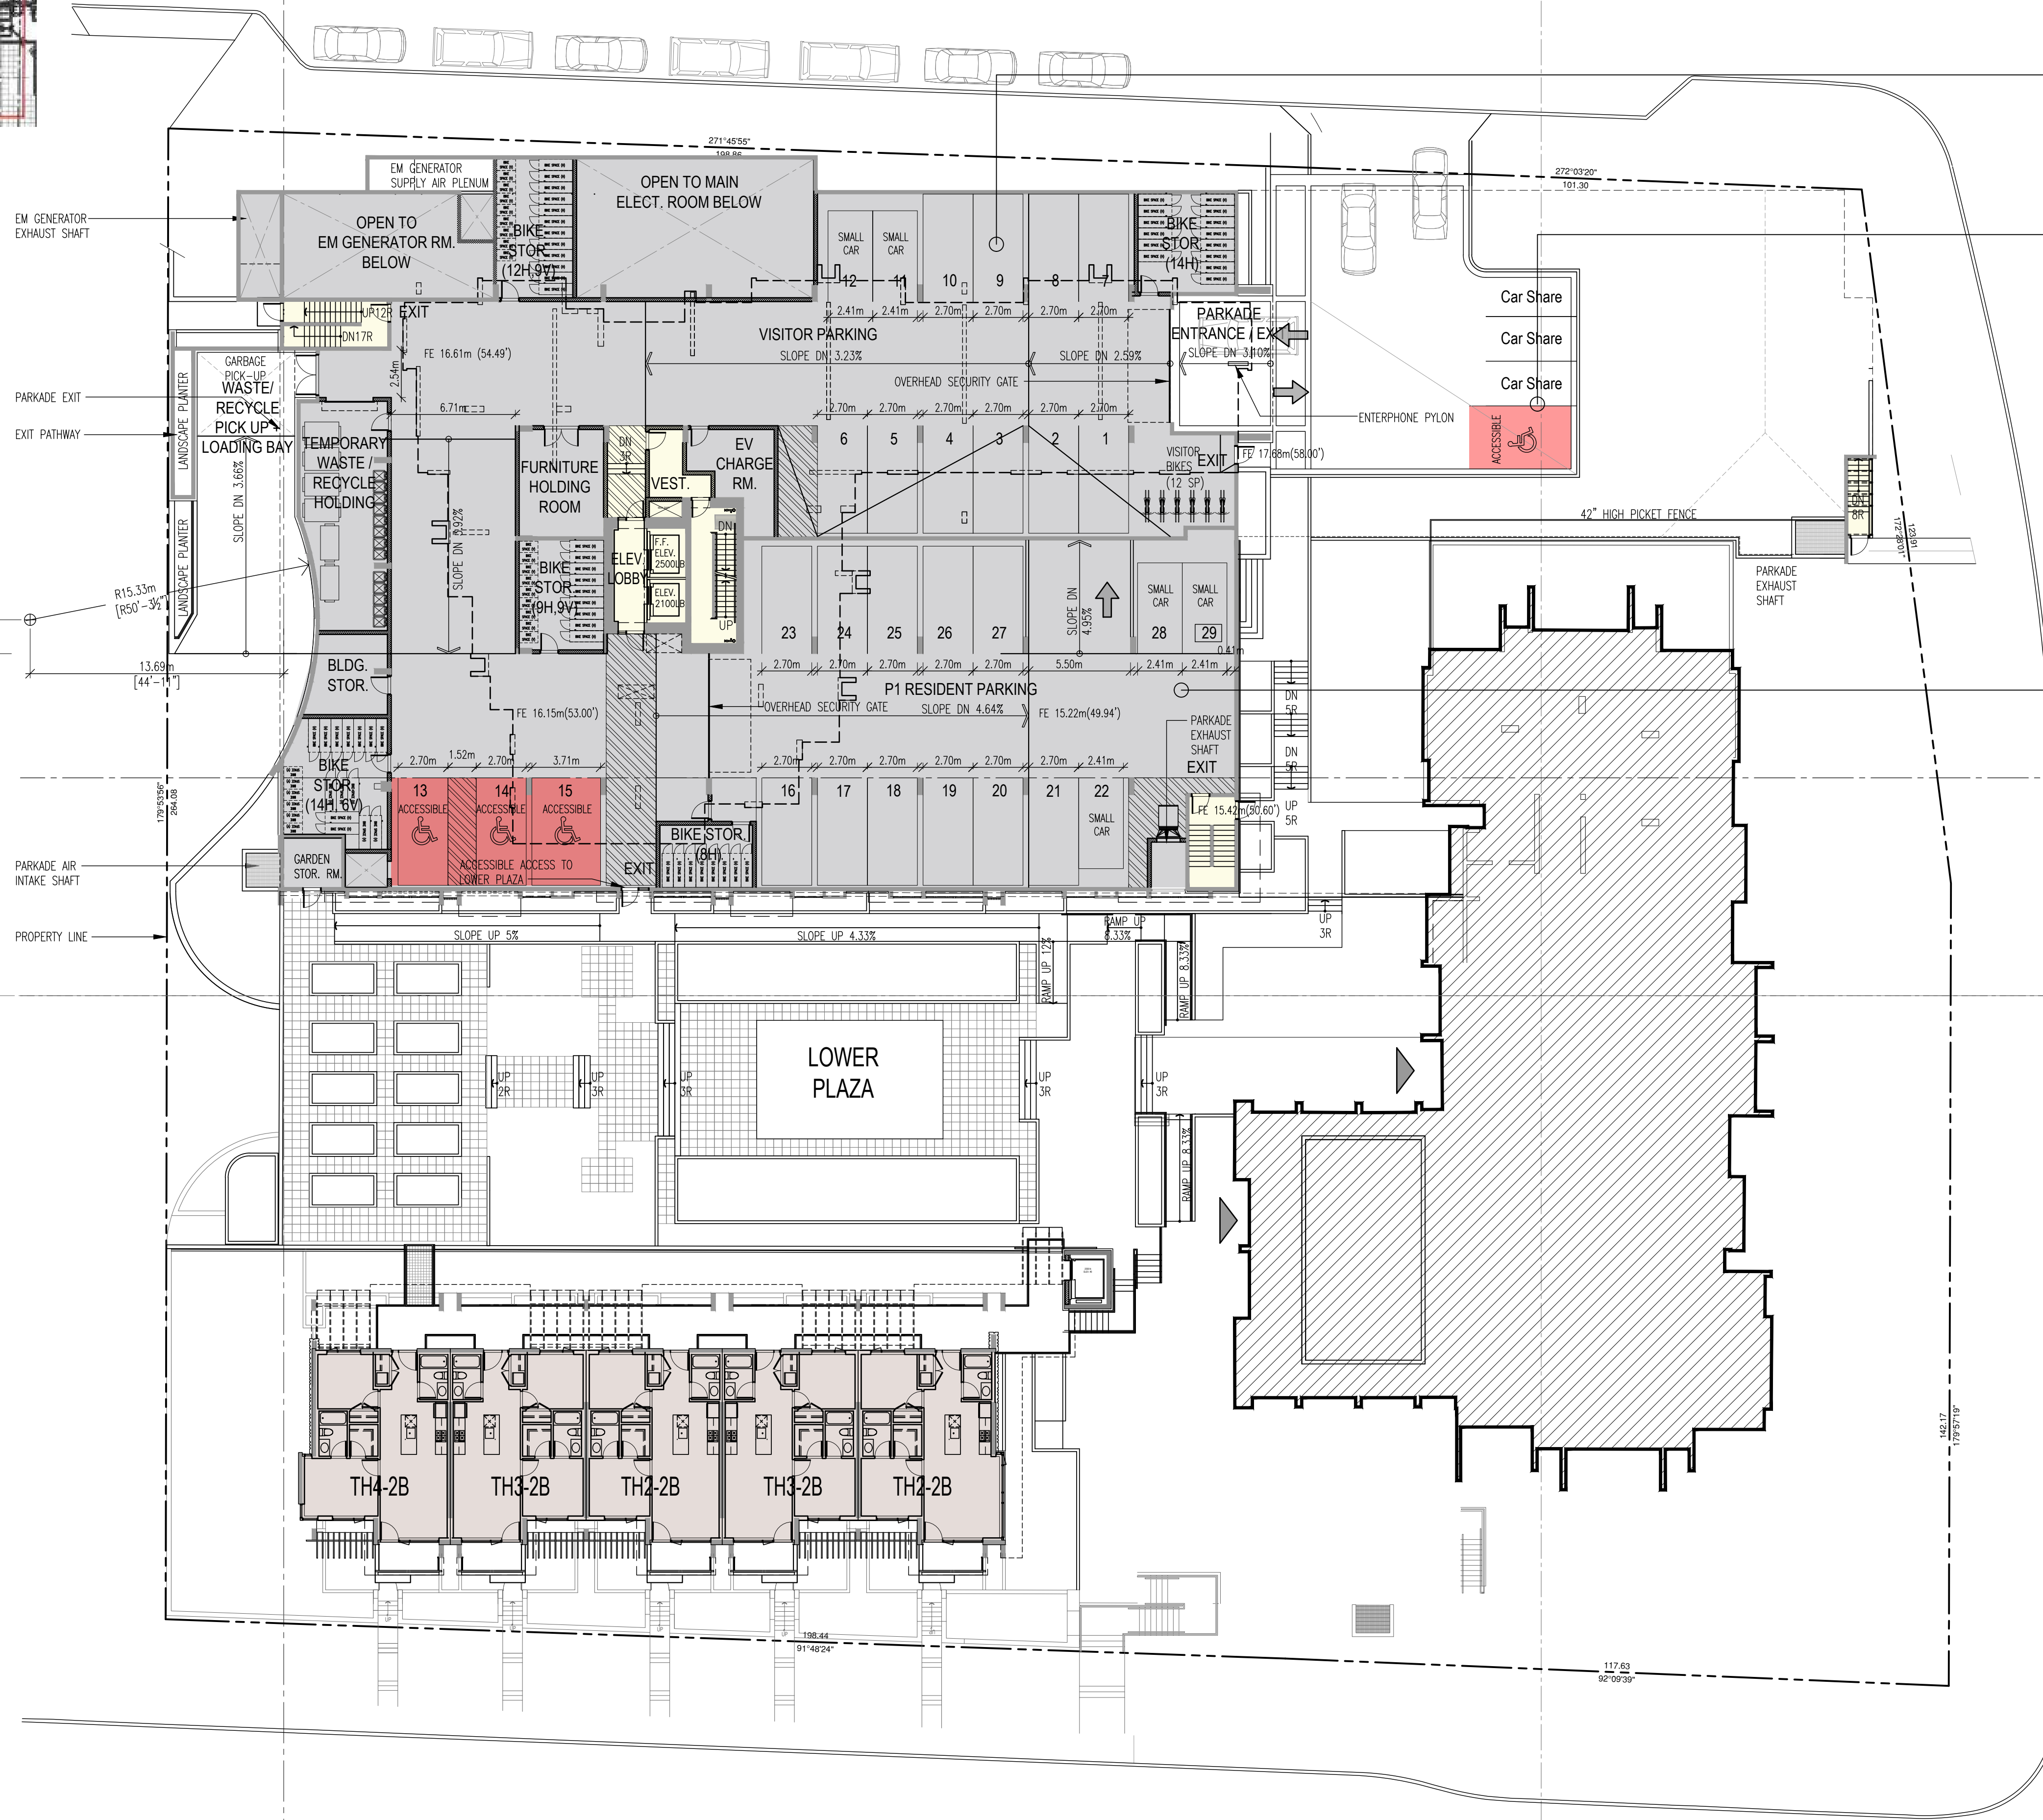 271°45'55"
198.86
272°03'20"
101.30
EM GENERATOR
SUPPLY AIR PLENUM
OPEN TO MAIN
ELECT. ROOM BELOW
EM GENERATOR
EXHAUST SHAFT
OPEN TO
EM GENERATOR RM.
BELOW
BIKE
STOR.
(12H,9V)
SMALL
CAR
SMALL
CAR
12
11
10
9
8
7
BIKE
STOR.
(14H)
Car Share
Car Share
Car Share
ACCESSIBLE
UP12R
EXIT
DN17R
2.41m
2.41m
2.70m
2.70m
2.70m
2.70m
VISITOR PARKING
PARKADE
ENTRANCE / EXIT
FE 16.61m (54.49')
SLOPE DN 3.23%
SLOPE DN 2.59%
SLOPE DN 3.10%
OVERHEAD SECURITY GATE
ENTERPHONE PYLON
GARBAGE
PICK-UP
WASTE/
RECYCLE
PICK UP +
LOADING BAY
LANDSCAPE PLANTER
LANDSCAPE PLANTER
SLOPE DN 3.66%
PARKADE EXIT
EXIT PATHWAY
2.54m
6.71m
2.70m
2.70m
2.70m
2.70m
2.70m
2.70m
TEMPORARY
WASTE /
RECYCLE
HOLDING
FURNITURE
HOLDING
ROOM
DN
3R
VEST.
EV
CHARGE
RM.
6
5
4
3
2
1
VISITOR
BIKES
(12 SP)
EXIT
FE 17.68m(58.00')
42" HIGH PICKET FENCE
DN
8R
123.91
172°28'01"
PARKADE
EXHAUST
SHAFT
R15.33m
[R50'-3½"]
13.69m
[44'-11"]
BIKE
STOR.
(9H,9V)
ELEV.
LOBBY
F.F.
ELEV.
2500LB
ELEV.
2100LB
DN
UP
23
24
25
26
27
SLOPE DN
4.95%
SMALL
CAR
SMALL
CAR
28
29
0.41m
2.70m
2.70m
2.70m
2.70m
2.70m
5.50m
2.41m
2.41m
BLDG.
STOR.
P1 RESIDENT PARKING
OVERHEAD SECURITY GATE
SLOPE DN 4.64%
FE 15.22m(49.94')
FE 16.15m(53.00')
PARKADE
EXHAUST
SHAFT
EXIT
DN
5R
DN
5R
UP
5R
FE 15.42m(50.60')
BIKE
STOR.
(14H, 6V)
2.70m
1.52m
2.70m
3.71m
2.70m
2.70m
2.70m
2.70m
2.70m
2.70m
2.41m
13
14
15
ACCESSIBLE
ACCESSIBLE
ACCESSIBLE
16
17
18
19
20
21
22
SMALL
CAR
BIKE STOR.
(8H)
EXIT
ACCESSIBLE ACCESS TO
LOWER PLAZA
GARDEN
STOR. RM.
PARKADE AIR
INTAKE SHAFT
179°53'56"
264.08
PROPERTY LINE
SLOPE UP 5%
SLOPE UP 4.33%
RAMP UP
8.33%
RAMP UP 12%
RAMP UP 8.33%
UP
3R
LOWER
PLAZA
UP
2R
UP
3R
UP
3R
UP
3R
UP
3R
RAMP UP 8.33%
TH4-2B
TH3-2B
TH2-2B
TH3-2B
TH2-2B
UP
UP
UP
UP
142.17
179°57'19"
198.44
91°48'24"
117.63
92°09'39"